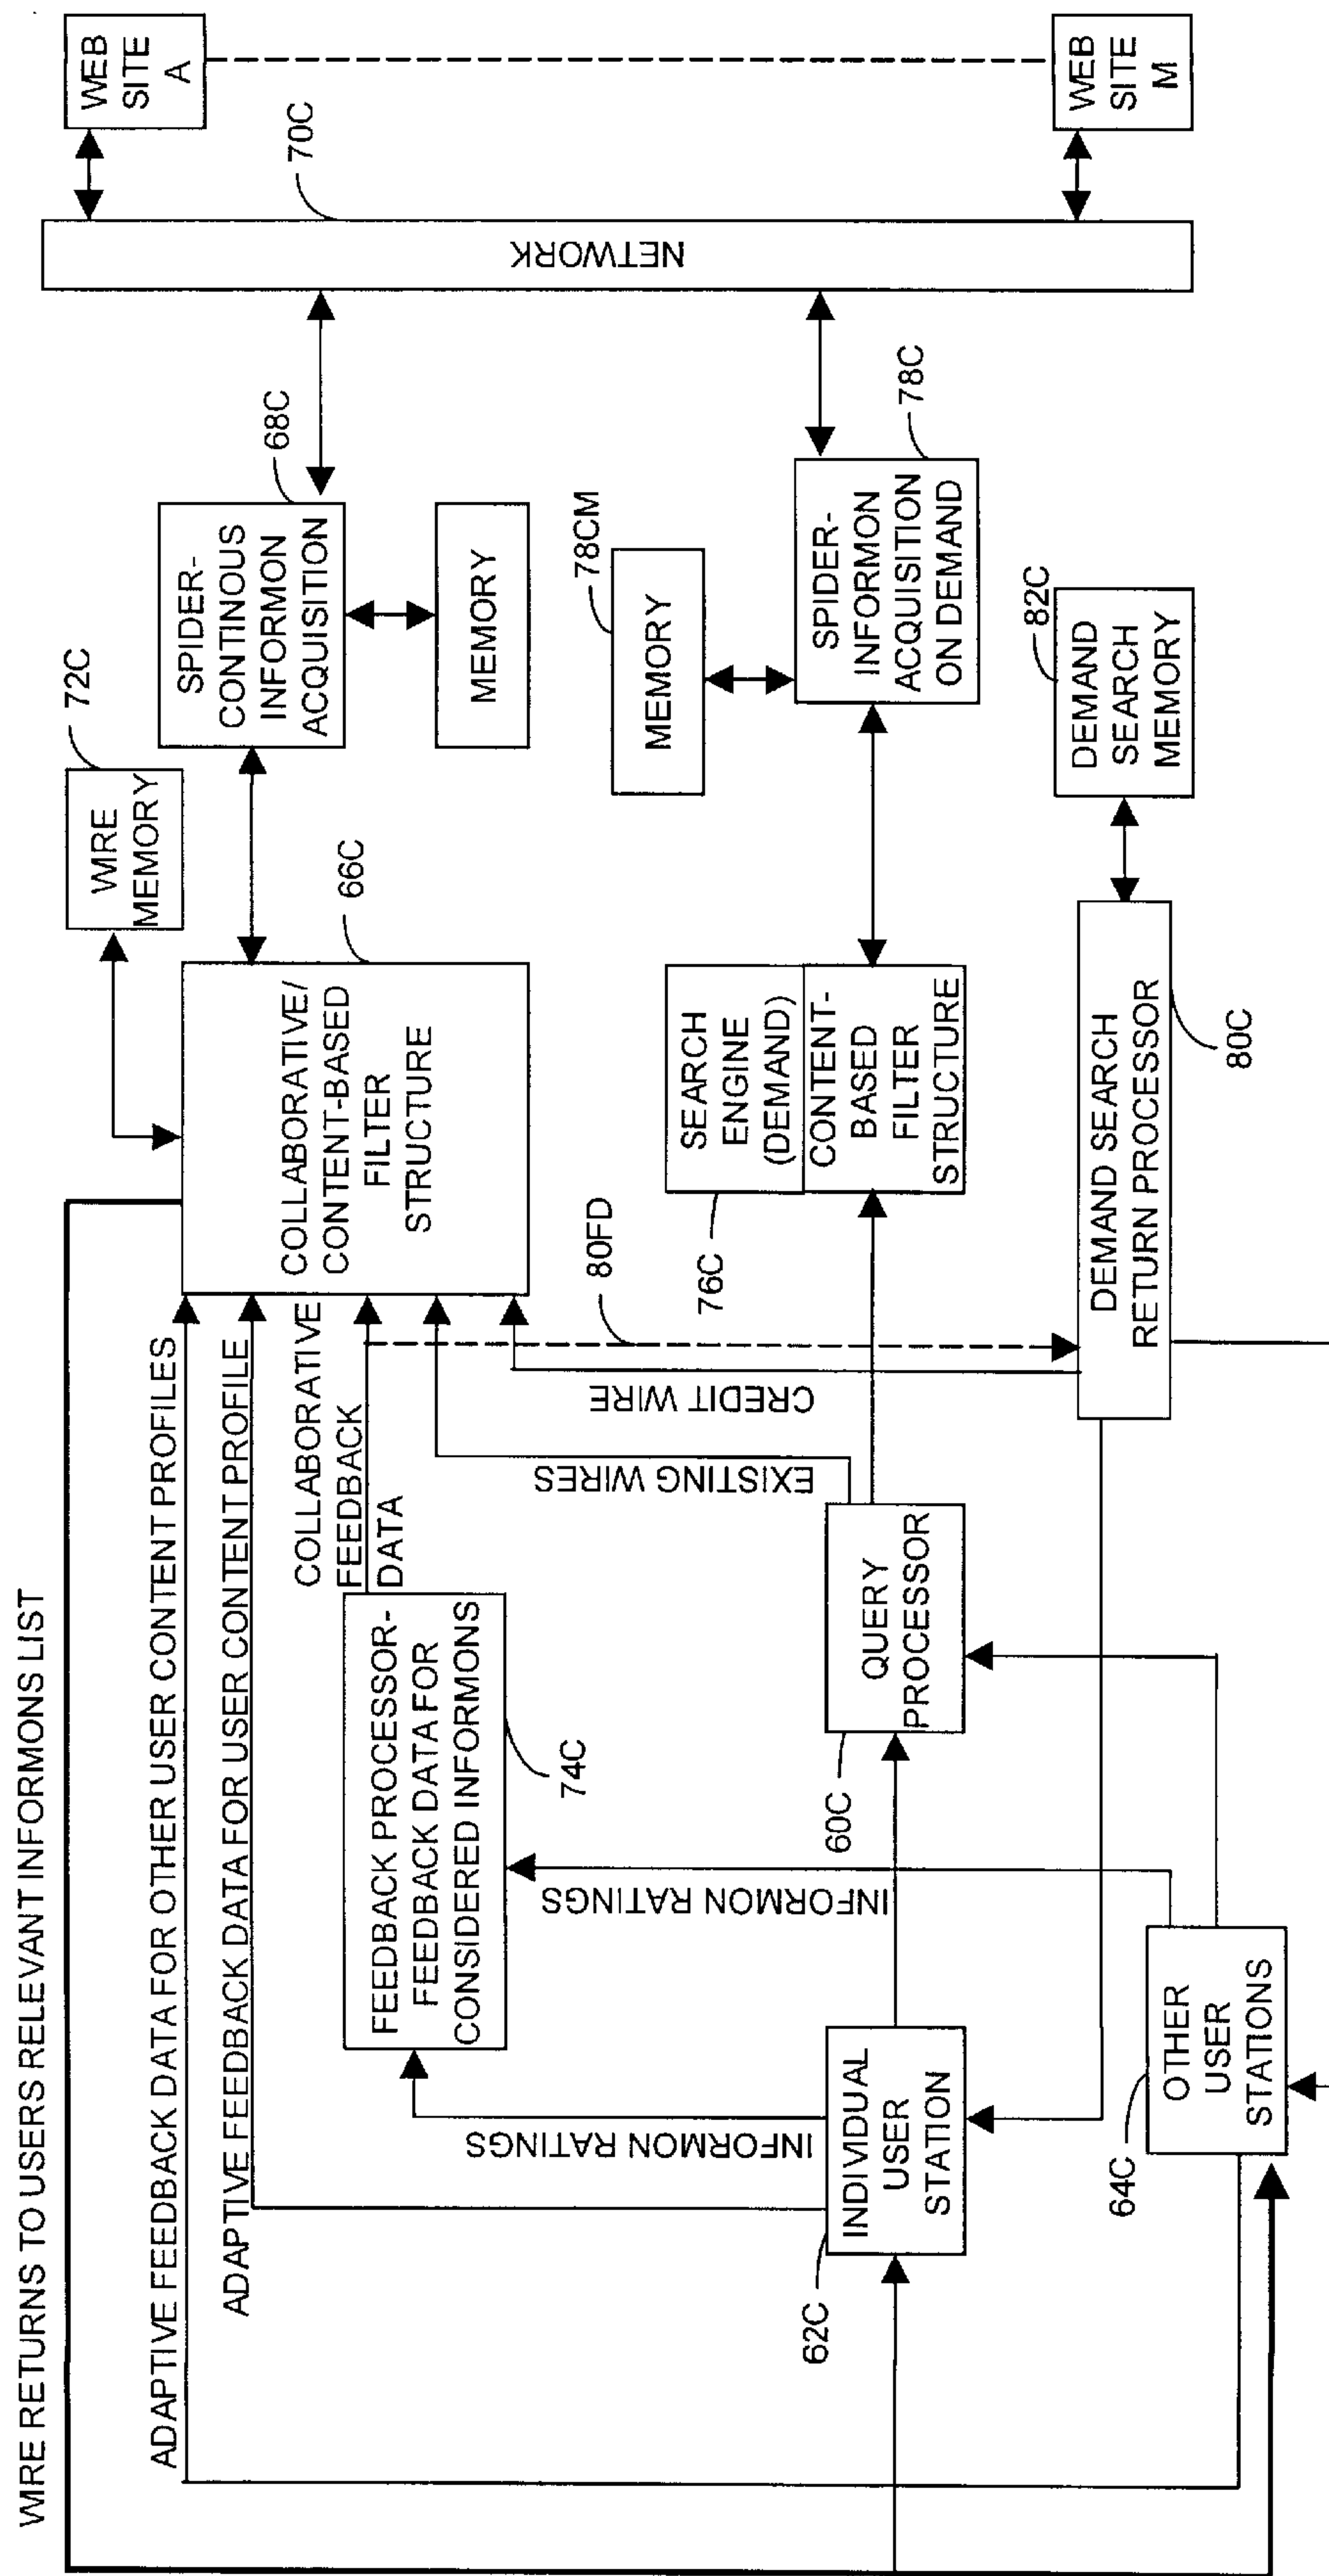 WIRE RETURNS TO USERS RELEVANT INFORMONS LIST
ADAPTIVE FEEDBACK DATA FOR OTHER USER CONTENT PROFILES
ADAPTIVE FEEDBACK DATA FOR USER CONTENT PROFILE
COLLABORATIVE
FEEDBACK
DATA
COLLABORATIVE/
CONTENT-BASED
FILTER
STRUCTURE
66C
WIRE
MEMORY
72C
SPIDER-
CONTINOUS
INFORMON
ACQUISITION
68C
MEMORY
NETWORK
70C
WEB
SITE
A
WEB
SITE
M
FEEDBACK PROCESSOR-
FEEDBACK DATA FOR
CONSIDERED INFORMONS
74C
INFORMON RATINGS
INFORMON RATINGS
EXISTING WIRES
CREDIT WIRE
80FD
SEARCH
ENGINE
(DEMAND)
CONTENT-
BASED
FILTER
STRUCTURE
76C
MEMORY
78CM
SPIDER-
INFORMON
ACQUISITION
ON DEMAND
78C
INDIVIDUAL
USER
STATION
62C
QUERY
PROCESSOR
60C
OTHER
USER
STATIONS
64C
DEMAND SEARCH
RETURN PROCESSOR
80C
DEMAND
SEARCH
MEMORY
82C